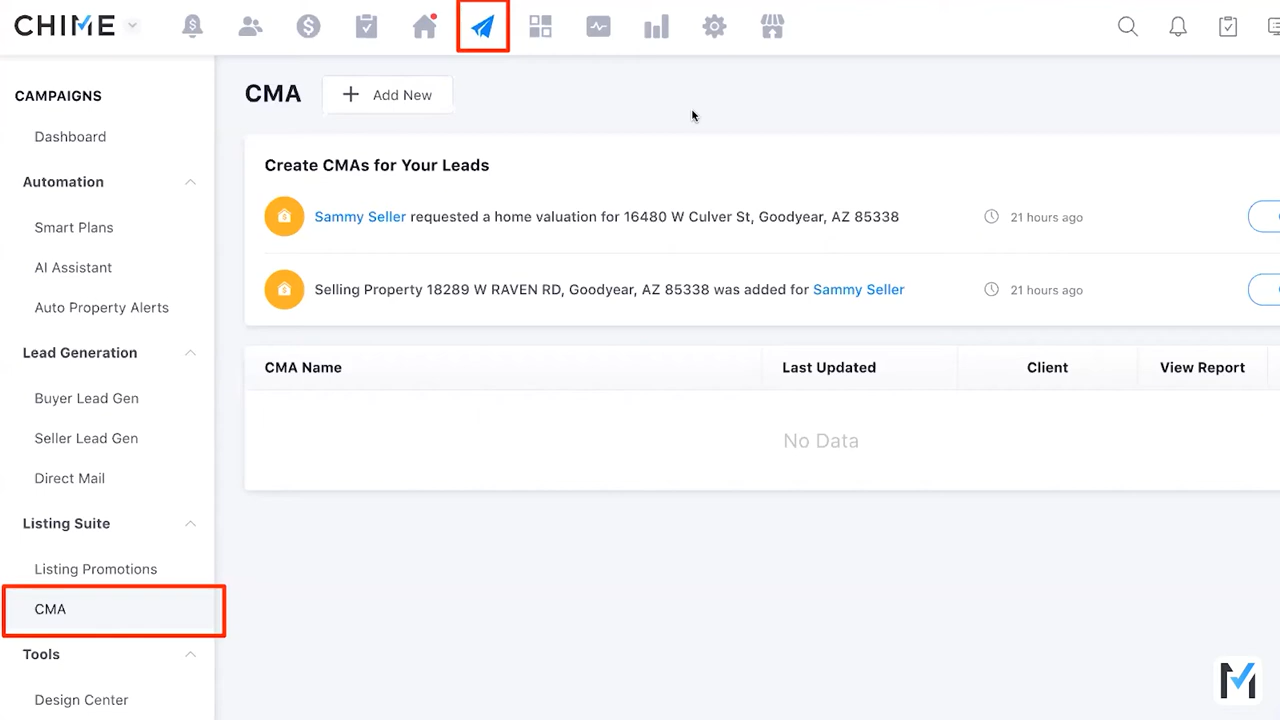 CHIME
CAMPAIGNS
Dashboard
Automation
Smart Plans
AI Assistant
Auto Property Alerts
Lead Generation
Buyer Lead Gen
Seller Lead Gen
Direct Mail
Listing Suite
Listing Promotions
CMA
Tools
Design Center
CMA
+ Add New
Create CMAs for Your Leads
Sammy Seller requested a home valuation for 16480 W Culver St, Goodyear, AZ 85338 21 hours ago
Selling Property 18289 W RAVEN RD, Goodyear, AZ 85338 was added for Sammy Seller 21 hours ago
CMA Name Last Updated Client View Report
No Data